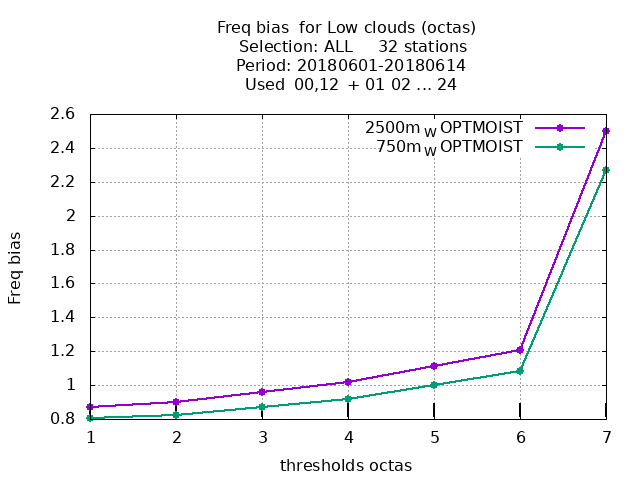 Freq bias  for Low clouds (octas)
Selection: ALL     32 stations
Period: 20180601-20180614
Used  00,12  + 01 02 ... 24
2500m_W OPTMOIST
750m_W OPTMOIST
2.6
2.4
2.2
2
1.8
1.6
1.4
1.2
1
0.8
Freq bias
1 2 3 4 5 6 7
thresholds octas